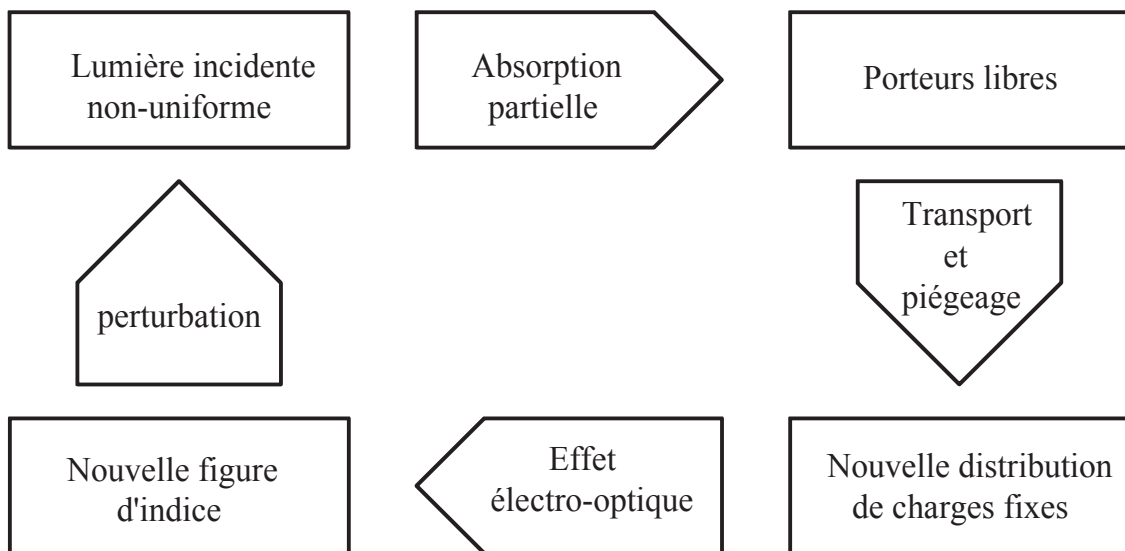 Lumière incidente
non-uniforme
Absorption
partielle
Porteurs libres
Transport
et
piégeage
Nouvelle distribution
de charges fixes
Effet
électro-optique
Nouvelle figure
d'indice
perturbation